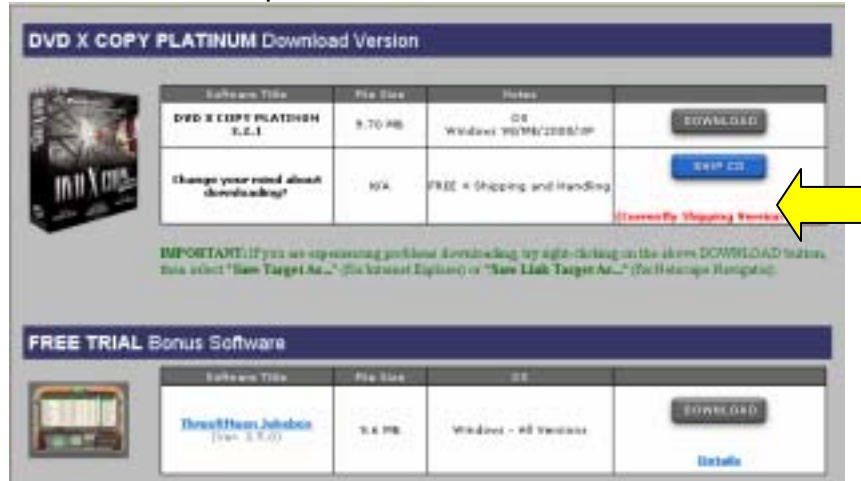 DVD X COPY PLATINUM Download Version
Software Title File Size Notes
DVD X COPY PLATINUM
3.2.1
9.70 MB
OS
Windows 98/ME/2000/XP
DOWNLOAD
DVD X COPY
Change your mind about
downloading?
N/A
FREE + Shipping and Handling
SHIP CD
(Currently Shipping Version
IMPORTANT: If you are experiencing problems downloading, try right-clicking on the above DOWNLOAD button,
then select "Save Target As..." (for Internet Explorer) or "Save Link Target As..." (for Netscape Navigator).
FREE TRIAL Bonus Software
Software Title File Size OS
DOWNLOAD
Jukebox
MB
Windows - All Versions
Details